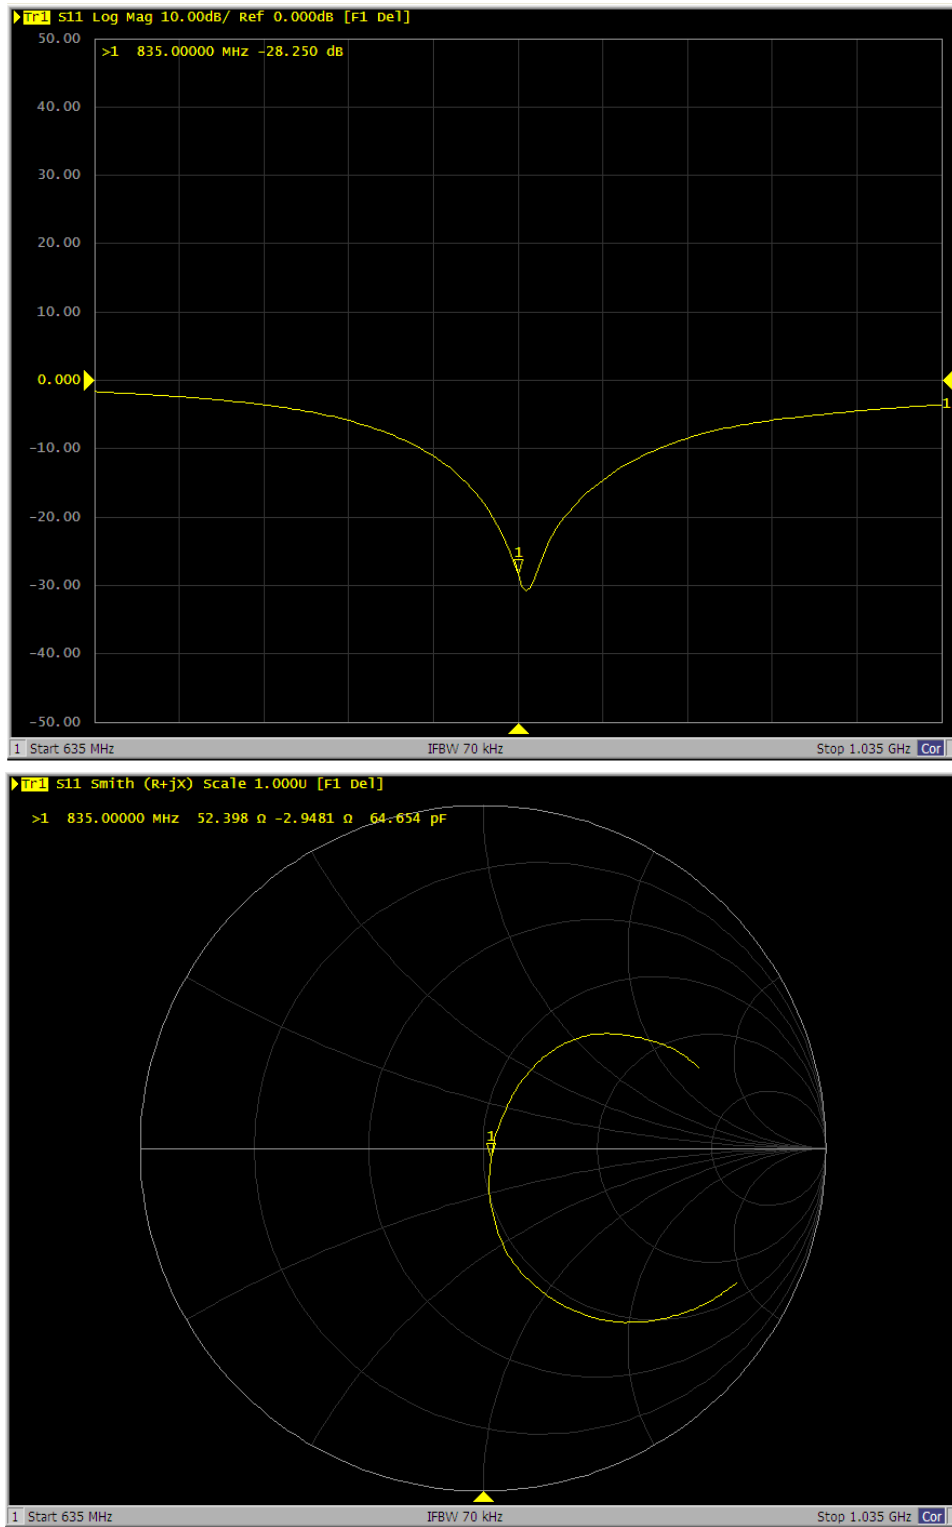 Tr1 S11 Log Mag 10.00dB/ Ref 0.000dB [F1 Del]
50.00
>1 835.00000 MHz -28.250 dB
40.00
30.00
20.00
10.00
0.000
1
-10.00
-20.00
1
-30.00
-40.00
-50.00
1 Start 635 MHz IFBW 70 kHz Stop 1.035 GHz Cor
Tr1 S11 Smith (R+jX) Scale 1.000U [F1 Del]
>1 835.00000 MHz 52.398 Ω -2.9481 Ω 64.654 pF
1
1 Start 635 MHz IFBW 70 kHz Stop 1.035 GHz Cor